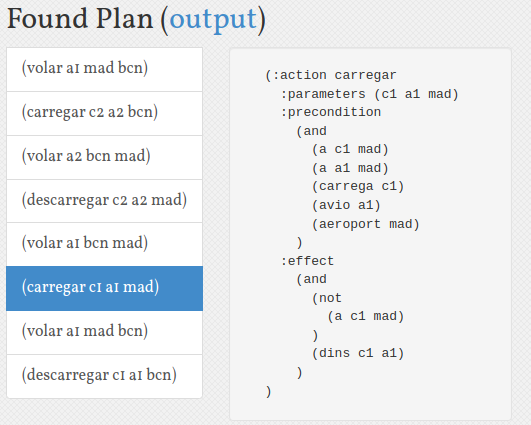 Found Plan (output)
(volar a1 mad bcn)
(carregar c2 a2 bcn)
(volar a2 bcn mad)
(descarregar c2 a2 mad)
(volar a1 bcn mad)
(carregar c1 a1 mad)
(volar a1 mad bcn)
(descarregar c1 a1 bcn)
(:action carregar
  :parameters (c1 a1 mad)
  :precondition
    (and
      (a c1 mad)
      (a a1 mad)
      (carrega c1)
      (avio a1)
      (aeroport mad)
    )
  :effect
    (and
      (not
        (a c1 mad)
      )
      (dins c1 a1)
    )
)